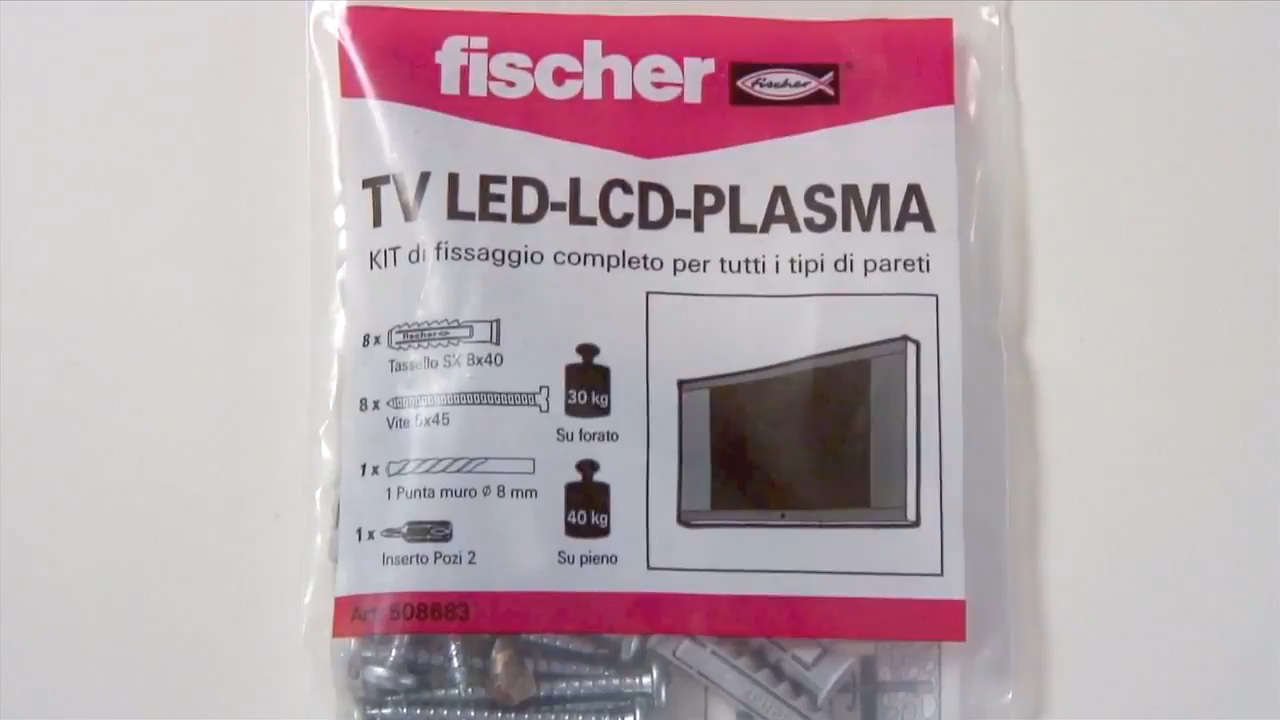 fischer fischer
TV LED-LCD-PLASMA
KIT di fissaggio completo per tutti i tipi di pareti
8 x fischer
Tassello SX 8x40
8 x
Vite 5x45
30 kg
Su forato
1 x
1 Punta muro Ø 8 mm
40 kg
1 x
Inserto Pozi 2
Su pieno
Art. 508683